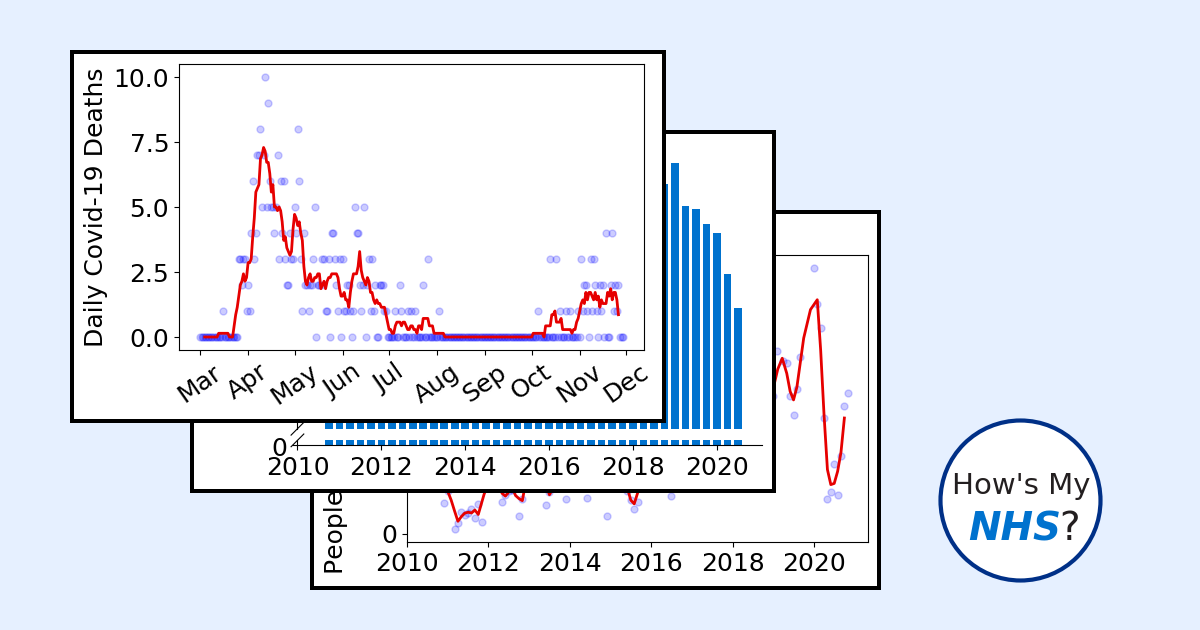 Daily Covid-19 Deaths
10.0
7.5
5.0
2.5
0.0
Mar Apr May Jun Jul Aug Sep Oct Nov Dec
0
2010 2012 2014 2016 2018 2020
People
0
2010 2012 2014 2016 2018 2020
How's My
NHS?